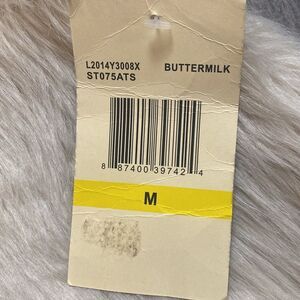 L2014Y3008X BUTTERMILK
ST075ATS
8 87400 39742 4
M